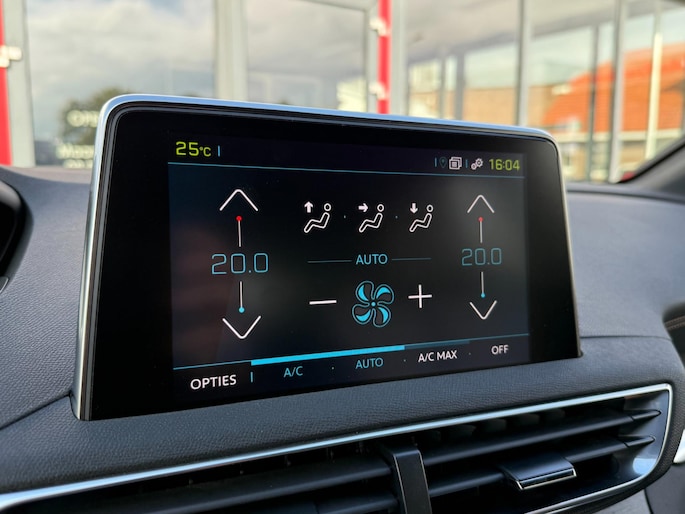 25°C 16:04
20.0 20.0
AUTO
OPTIES A/C AUTO A/C MAX OFF